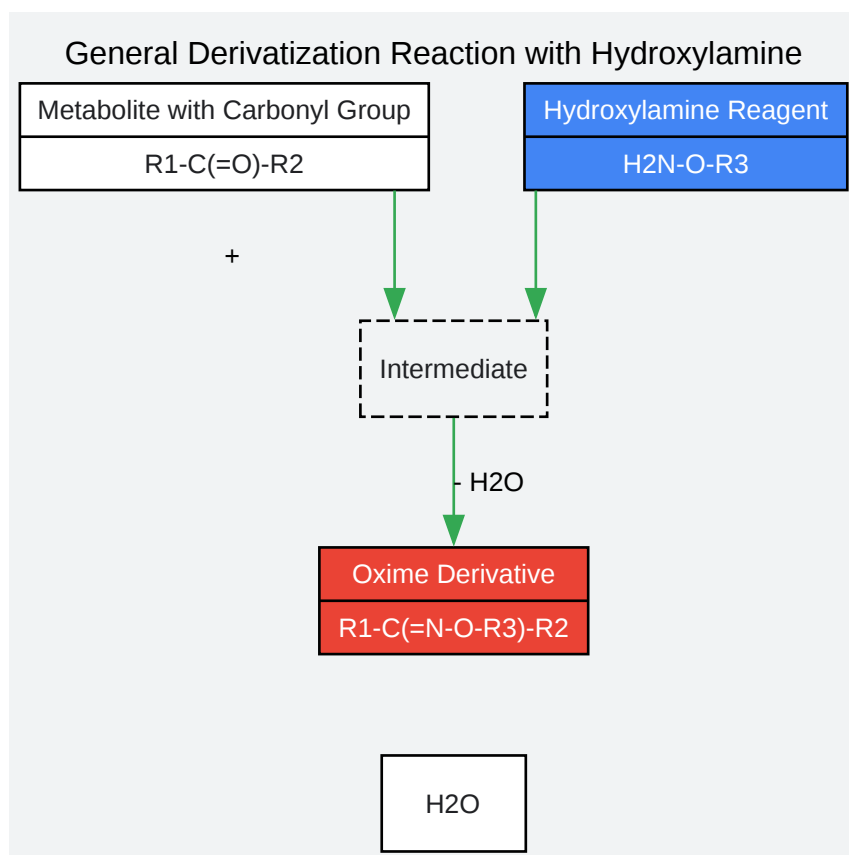 General Derivatization Reaction with Hydroxylamine
Metabolite with Carbonyl Group
R1-C(=O)-R2
Hydroxylamine Reagent
H2N-O-R3
+
Intermediate
- H2O
Oxime Derivative
R1-C(=N-O-R3)-R2
H2O